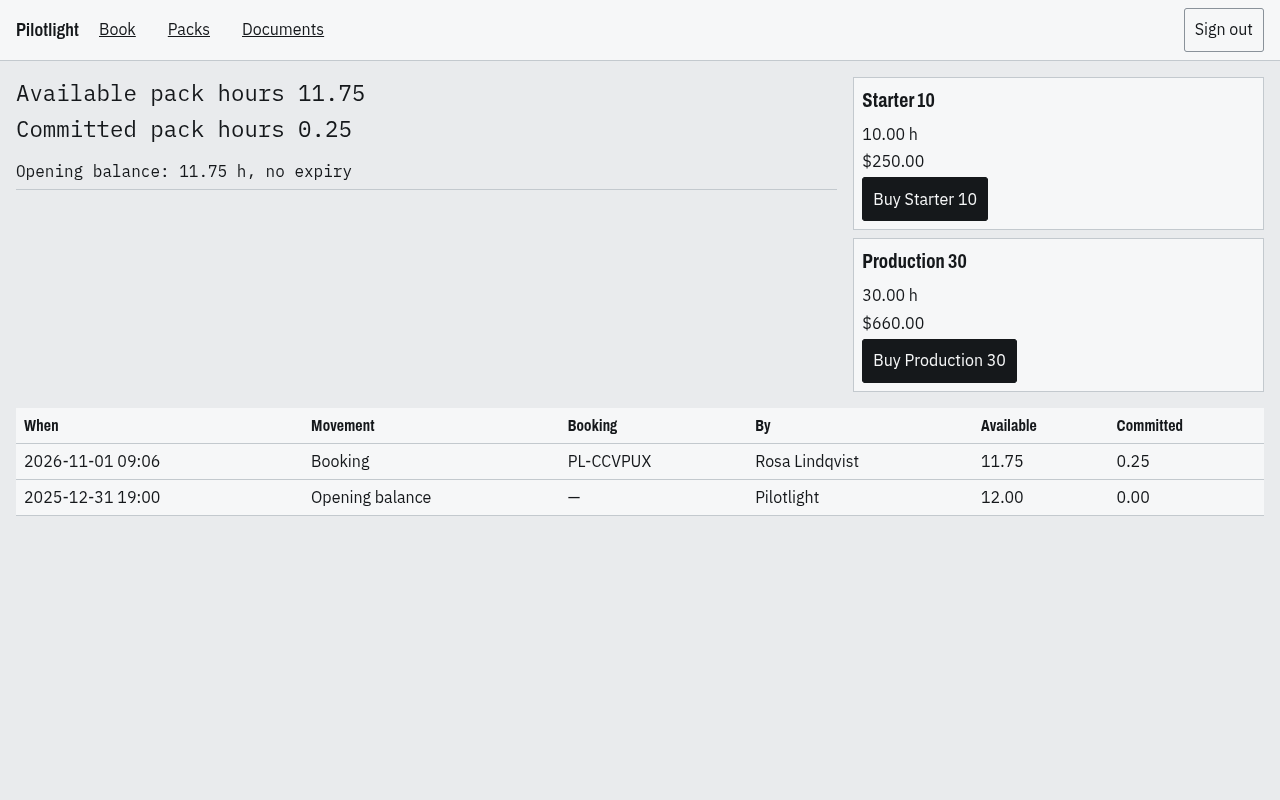 Pilotlight Book Packs Documents Sign out
Available pack hours 11.75
Committed pack hours 0.25
Opening balance: 11.75 h, no expiry
Starter 10
10.00 h
$250.00
Buy Starter 10
Production 30
30.00 h
$660.00
Buy Production 30
When Movement Booking By Available Committed
2026-11-01 09:06 Booking PL-CCVPUX Rosa Lindqvist 11.75 0.25
2025-12-31 19:00 Opening balance — Pilotlight 12.00 0.00